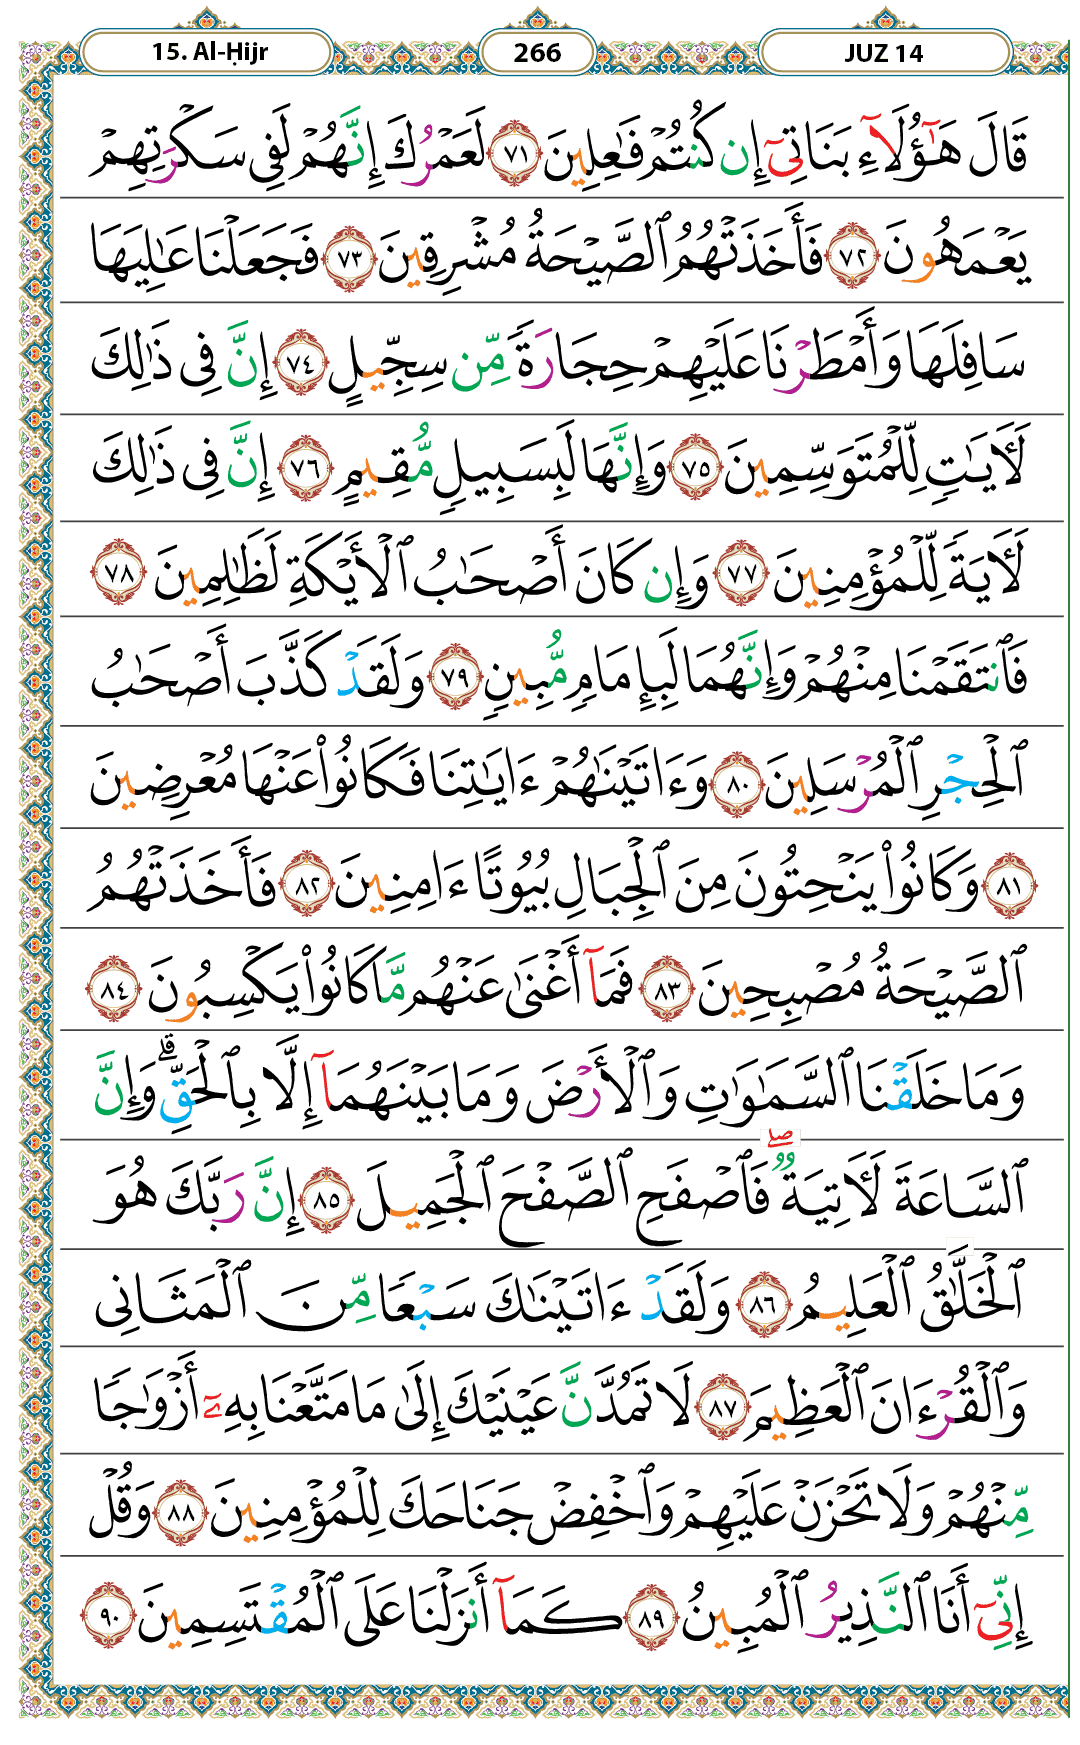 15. Al-Ḥijr 266 JUZ 14
قَالَ هَـٰٓؤُلَآءِ بَنَاتِىٓ إِن كُنتُمْ فَـٰعِلِينَ ٧١ لَعَمْرُكَ إِنَّهُمْ لَفِى سَكْرَتِهِمْ
يَعْمَهُونَ ٧٢ فَأَخَذَتْهُمُ ٱلصَّيْحَةُ مُشْرِقِينَ ٧٣ فَجَعَلْنَا عَـٰلِيَهَا
سَافِلَهَا وَأَمْطَرْنَا عَلَيْهِمْ حِجَارَةً مِّن سِجِّيلٍ ٧٤ إِنَّ فِى ذَٰلِكَ
لَـَٔايَـٰتٍ لِّلْمُتَوَسِّمِينَ ٧٥ وَإِنَّهَا لَبِسَبِيلٍ مُّقِيمٍ ٧٦ إِنَّ فِى ذَٰلِكَ
لَـَٔايَةً لِّلْمُؤْمِنِينَ ٧٧ وَإِن كَانَ أَصْحَـٰبُ ٱلْأَيْكَةِ لَظَـٰلِمِينَ ٧٨
فَٱنتَقَمْنَا مِنْهُمْ وَإِنَّهُمَا لَبِإِمَامٍ مُّبِينٍ ٧٩ وَلَقَدْ كَذَّبَ أَصْحَـٰبُ
ٱلْحِجْرِ ٱلْمُرْسَلِينَ ٨٠ وَءَاتَيْنَـٰهُمْ ءَايَـٰتِنَا فَكَانُوا۟ عَنْهَا مُعْرِضِينَ
٨١ وَكَانُوا۟ يَنْحِتُونَ مِنَ ٱلْجِبَالِ بُيُوتًا ءَامِنِينَ ٨٢ فَأَخَذَتْهُمُ
ٱلصَّيْحَةُ مُصْبِحِينَ ٨٣ فَمَآ أَغْنَىٰ عَنْهُم مَّا كَانُوا۟ يَكْسِبُونَ ٨٤
وَمَا خَلَقْنَا ٱلسَّمَـٰوَٰتِ وَٱلْأَرْضَ وَمَا بَيْنَهُمَآ إِلَّا بِٱلْحَقِّ ۗ وَإِنَّ
ٱلسَّاعَةَ لَـَٔاتِيَةٌ ۖ فَٱصْفَحِ ٱلصَّفْحَ ٱلْجَمِيلَ ٨٥ إِنَّ رَبَّكَ هُوَ
ٱلْخَلَّـٰقُ ٱلْعَلِيمُ ٨٦ وَلَقَدْ ءَاتَيْنَـٰكَ سَبْعًا مِّنَ ٱلْمَثَانِى
وَٱلْقُرْءَانَ ٱلْعَظِيمَ ٨٧ لَا تَمُدَّنَّ عَيْنَيْكَ إِلَىٰ مَا مَتَّعْنَا بِهِۦٓ أَزْوَٰجًا
مِّنْهُمْ وَلَا تَحْزَنْ عَلَيْهِمْ وَٱخْفِضْ جَنَاحَكَ لِلْمُؤْمِنِينَ ٨٨ وَقُلْ
إِنِّىٓ أَنَا ٱلنَّذِيرُ ٱلْمُبِينُ ٨٩ كَمَآ أَنزَلْنَا عَلَى ٱلْمُقْتَسِمِينَ ٩٠